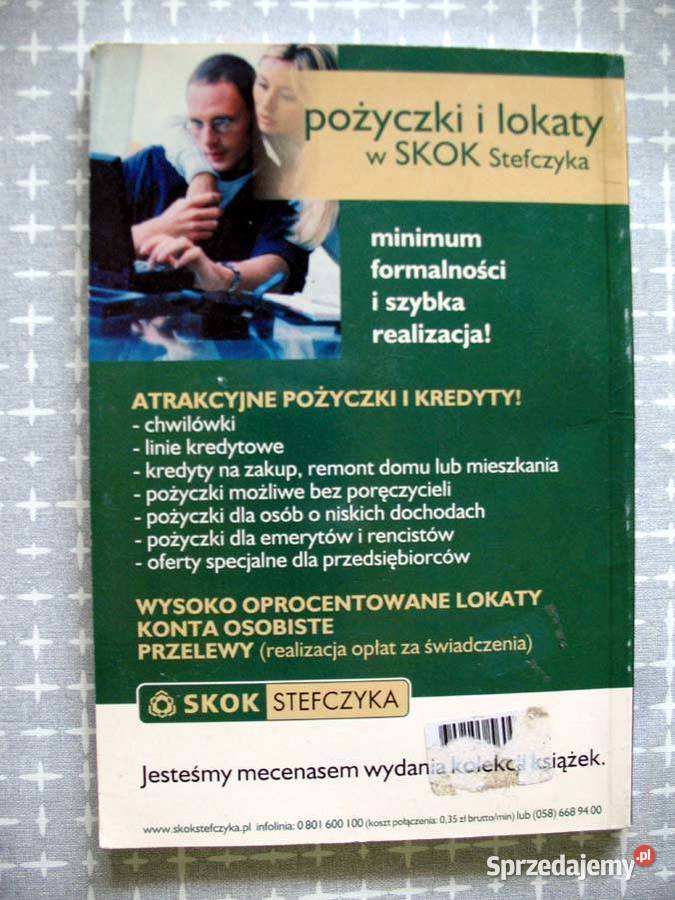 pożyczki i lokaty
w SKOK Stefczyka
minimum
formalności
i szybka
realizacja!
ATRAKCYJNE POŻYCZKI I KREDYTY!
- chwilówki
- linie kredytowe
- kredyty na zakup, remont domu lub mieszkania
- pożyczki możliwe bez poręczycieli
- pożyczki dla osób o niskich dochodach
- pożyczki dla emerytów i rencistów
- oferty specjalne dla przedsiębiorców
WYSOKO OPROCENTOWANE LOKATY
KONTA OSOBISTE
PRZELEWY (realizacja opłat za świadczenia)
SKOK STEFCZYKA
Jesteśmy mecenasem wydania kolekcji książek.
www.skokstefczyka.pl infolinia: 0 801 600 100 (koszt połączenia: 0,35 zł brutto/min) lub (058) 668 94 00
Sprzedajemy.pl